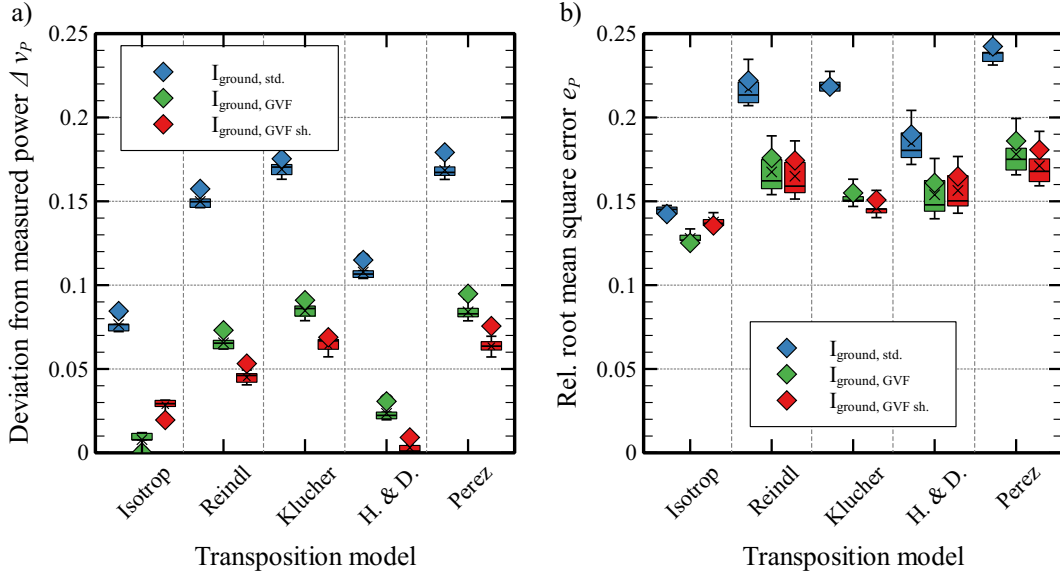 a)
Deviation from measured power Δ v_P
0.25
0.2
0.15
0.1
0.05
0
I_ground, std.
I_ground, GVF
I_ground, GVF sh.
Isotrop
Reindl
Klucher
H. & D.
Perez
Transposition model
b)
Rel. root mean square error e_P
0.25
0.2
0.15
0.1
0.05
0
I_ground, std.
I_ground, GVF
I_ground, GVF sh.
Isotrop
Reindl
Klucher
H. & D.
Perez
Transposition model